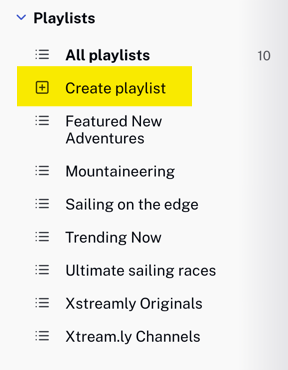 Playlists
All playlists 10
Create playlist
Featured New
Adventures
Mountaineering
Sailing on the edge
Trending Now
Ultimate sailing races
Xstreamly Originals
Xtream.ly Channels